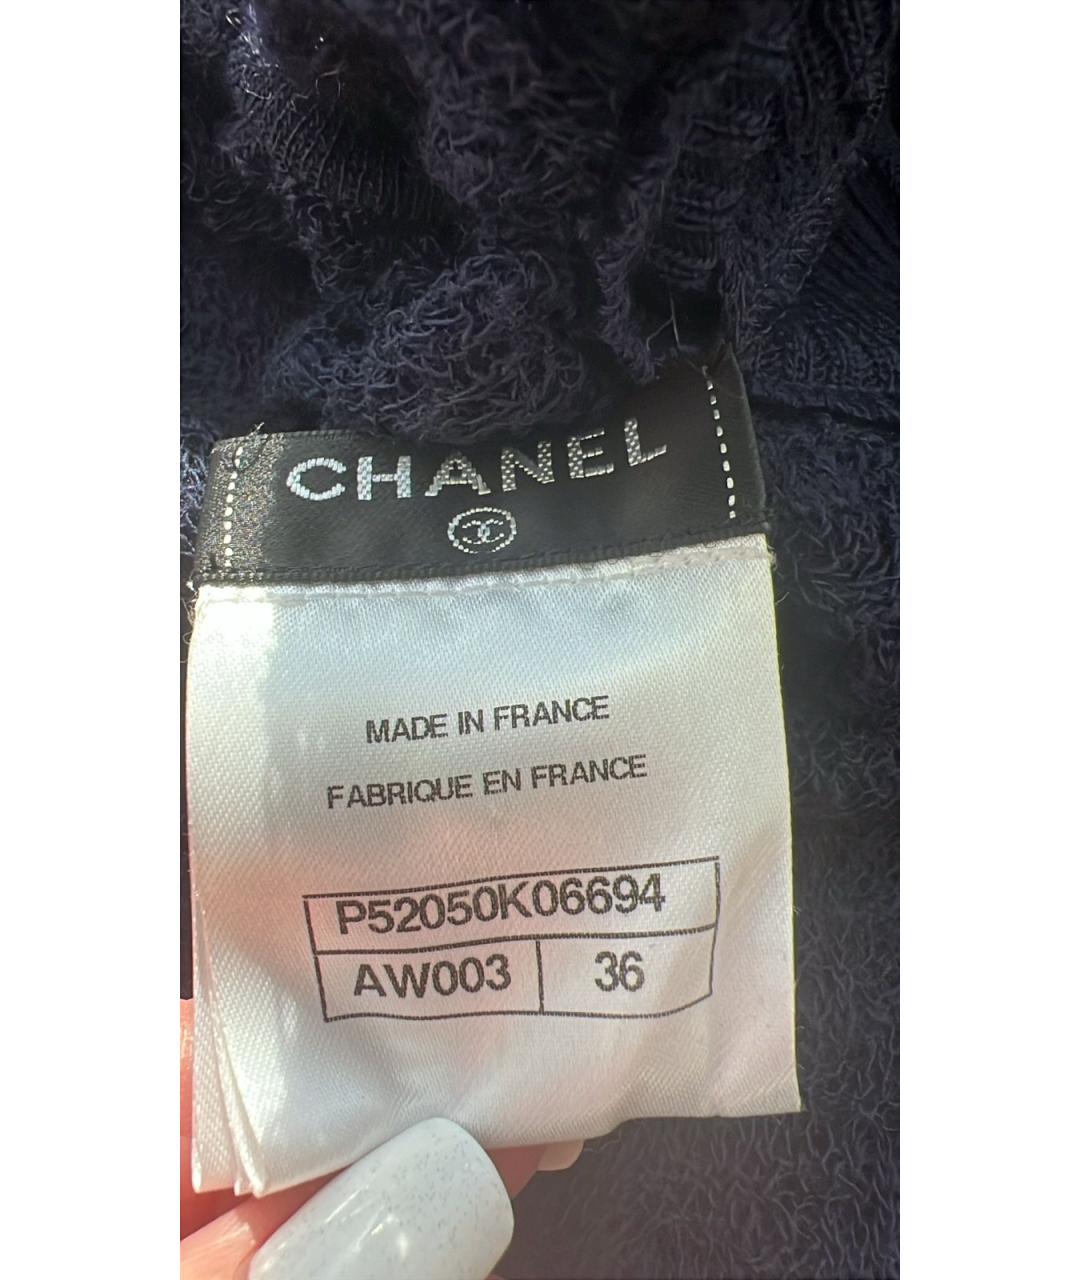 CHANEL
MADE IN FRANCE
FABRIQUE EN FRANCE
P52050K06694
AW003 36